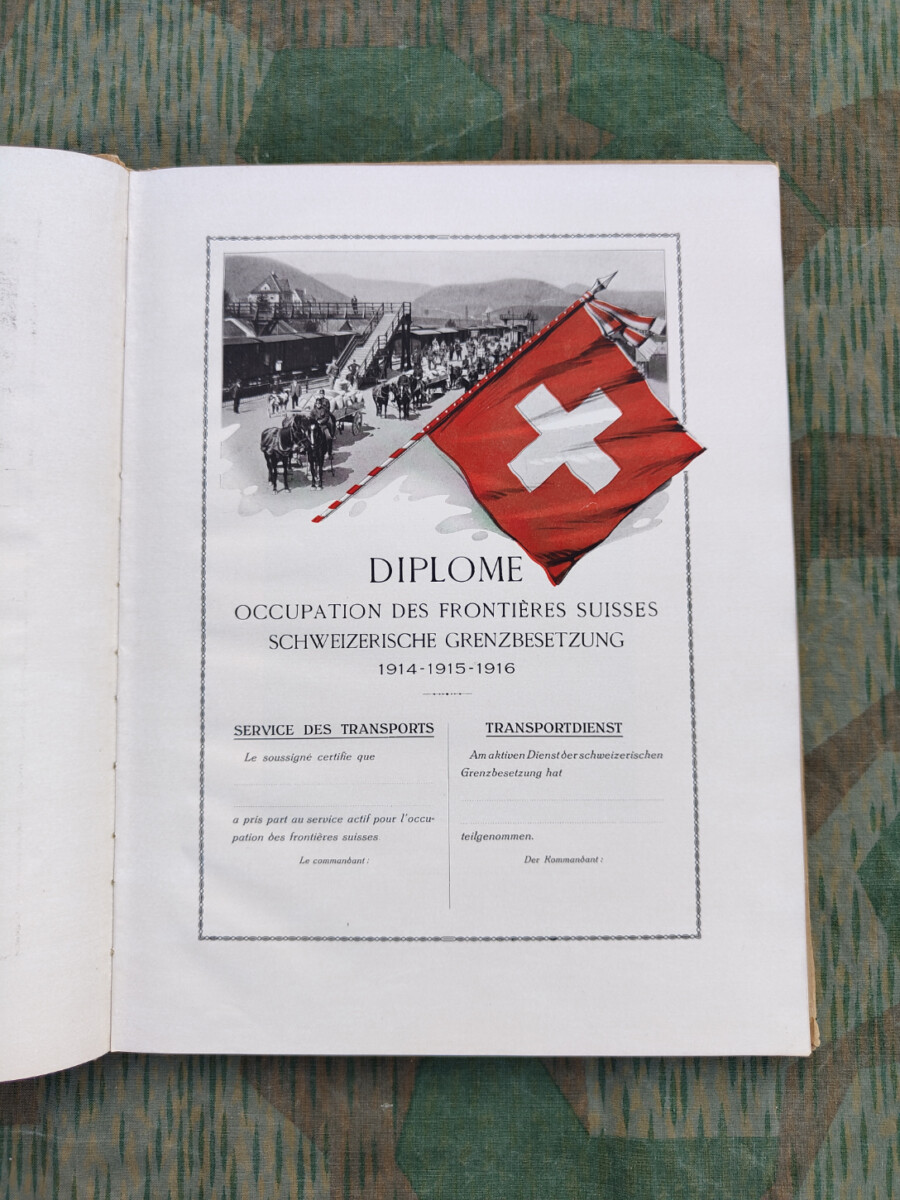 DIPLOME
OCCUPATION DES FRONTIÈRES SUISSES
SCHWEIZERISCHE GRENZBESETZUNG
1914-1915-1916
SERVICE DES TRANSPORTS
Le soussigné certifie que
a pris part au service actif pour l'occu-
pation des frontières suisses
Le commandant:
TRANSPORTDIENST
Am aktiven Dienst der schweizerischen
Grenzbesetzung hat
teilgenommen.
Der Kommandant: